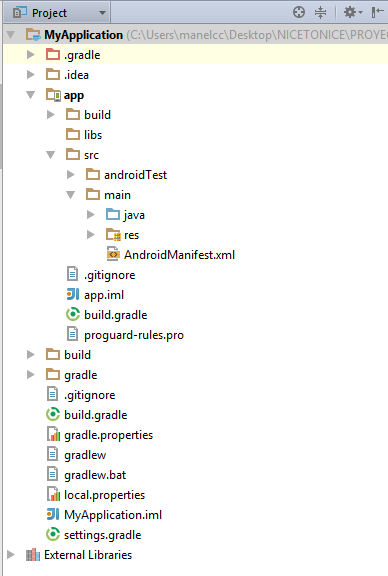 Project
MyApplication (C:\Users\manelcc\Desktop\NICETONICE\PROYE
.gradle
.idea
app
build
libs
src
androidTest
main
java
res
AndroidManifest.xml
.gitignore
app.iml
build.gradle
proguard-rules.pro
build
gradle
.gitignore
build.gradle
gradle.properties
gradlew
gradlew.bat
local.properties
MyApplication.iml
settings.gradle
External Libraries